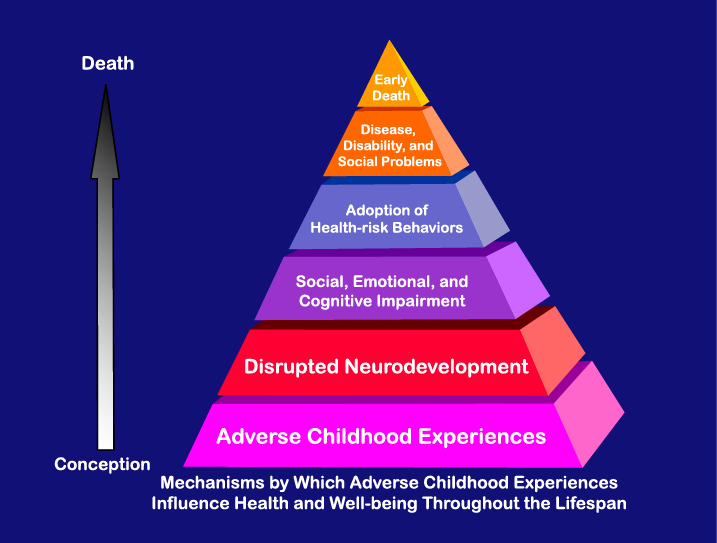 Death
Early
Death
Disease,
Disability, and
Social Problems
Adoption of
Health-risk Behaviors
Social, Emotional, and
Cognitive Impairment
Disrupted Neurodevelopment
Adverse Childhood Experiences
Conception
Mechanisms by Which Adverse Childhood Experiences
Influence Health and Well-being Throughout the Lifespan